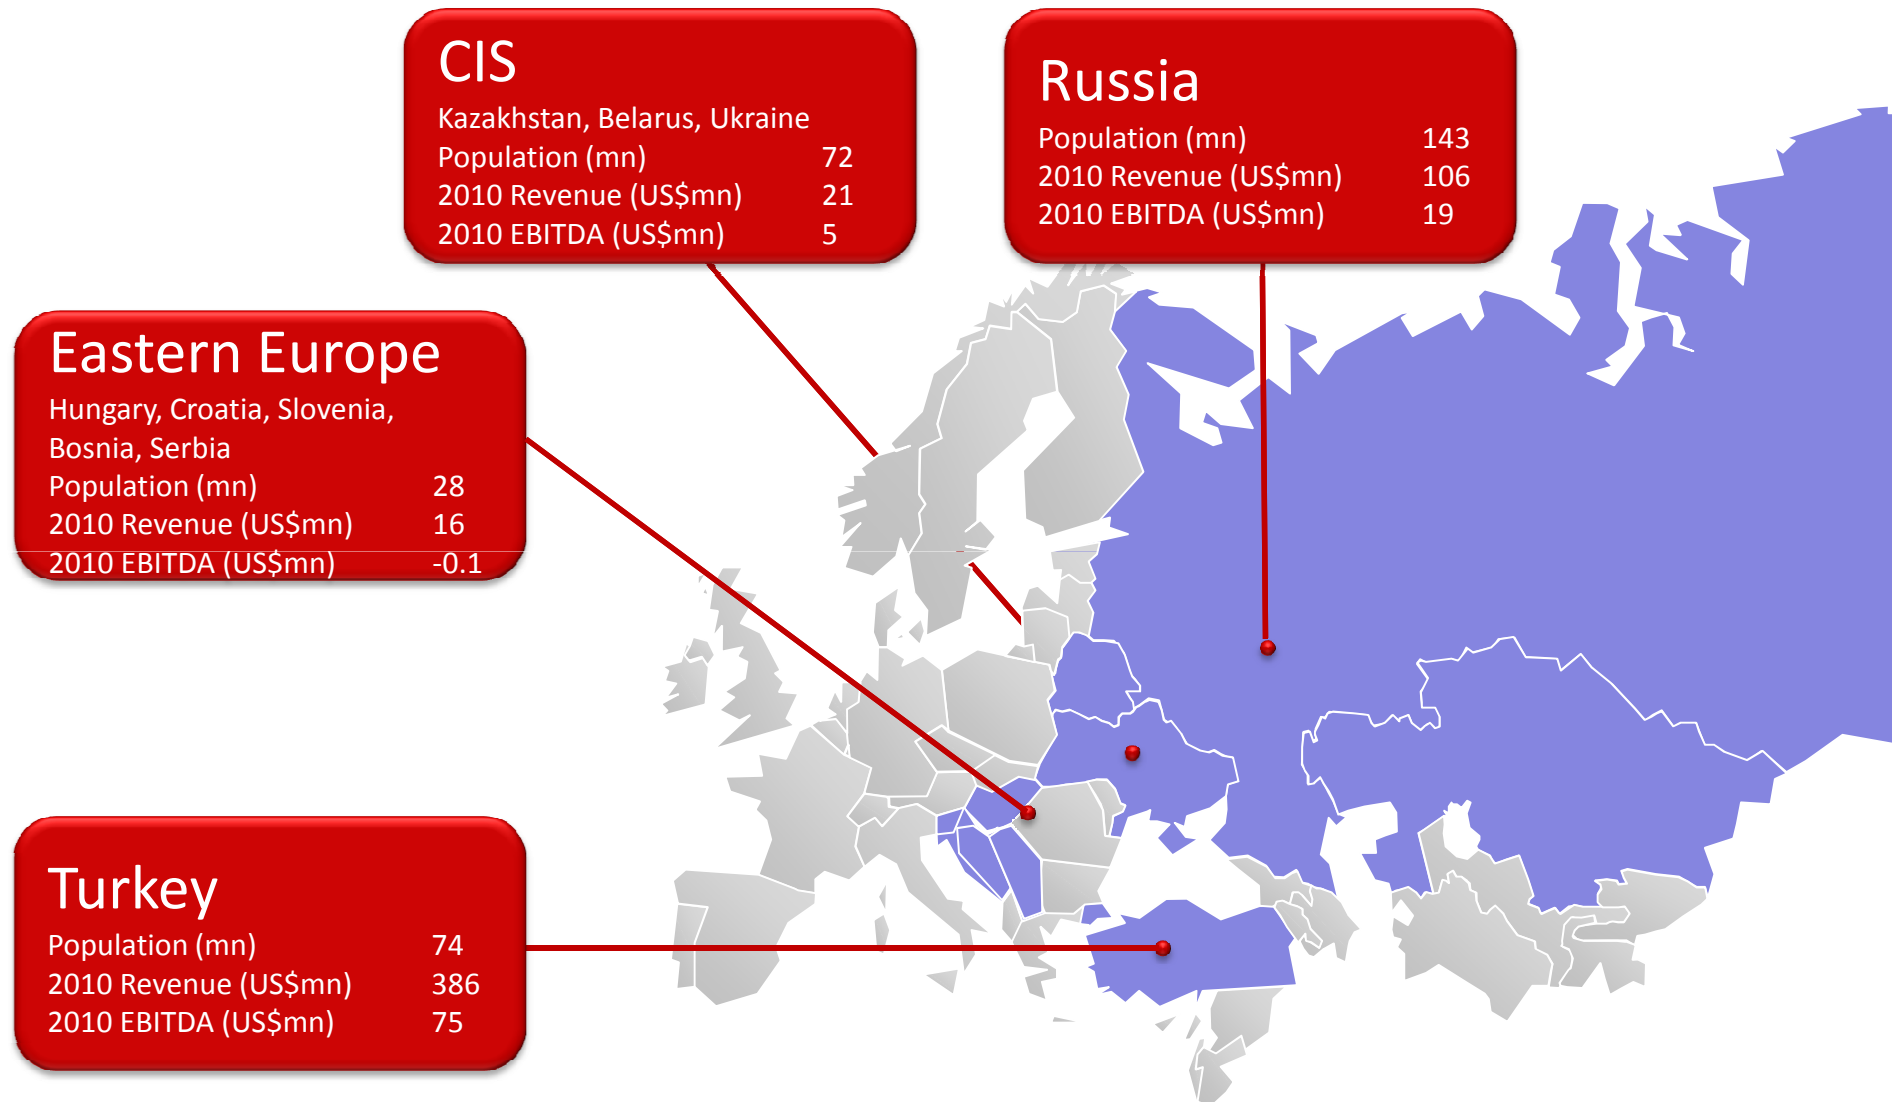 CIS
Kazakhstan, Belarus, Ukraine
Population (mn) 72
2010 Revenue (US$mn) 21
2010 EBITDA (US$mn) 5
Russia
Population (mn) 143
2010 Revenue (US$mn) 106
2010 EBITDA (US$mn) 19
Eastern Europe
Hungary, Croatia, Slovenia,
Bosnia, Serbia
Population (mn) 28
2010 Revenue (US$mn) 16
2010 EBITDA (US$mn) -0.1
Turkey
Population (mn) 74
2010 Revenue (US$mn) 386
2010 EBITDA (US$mn) 75